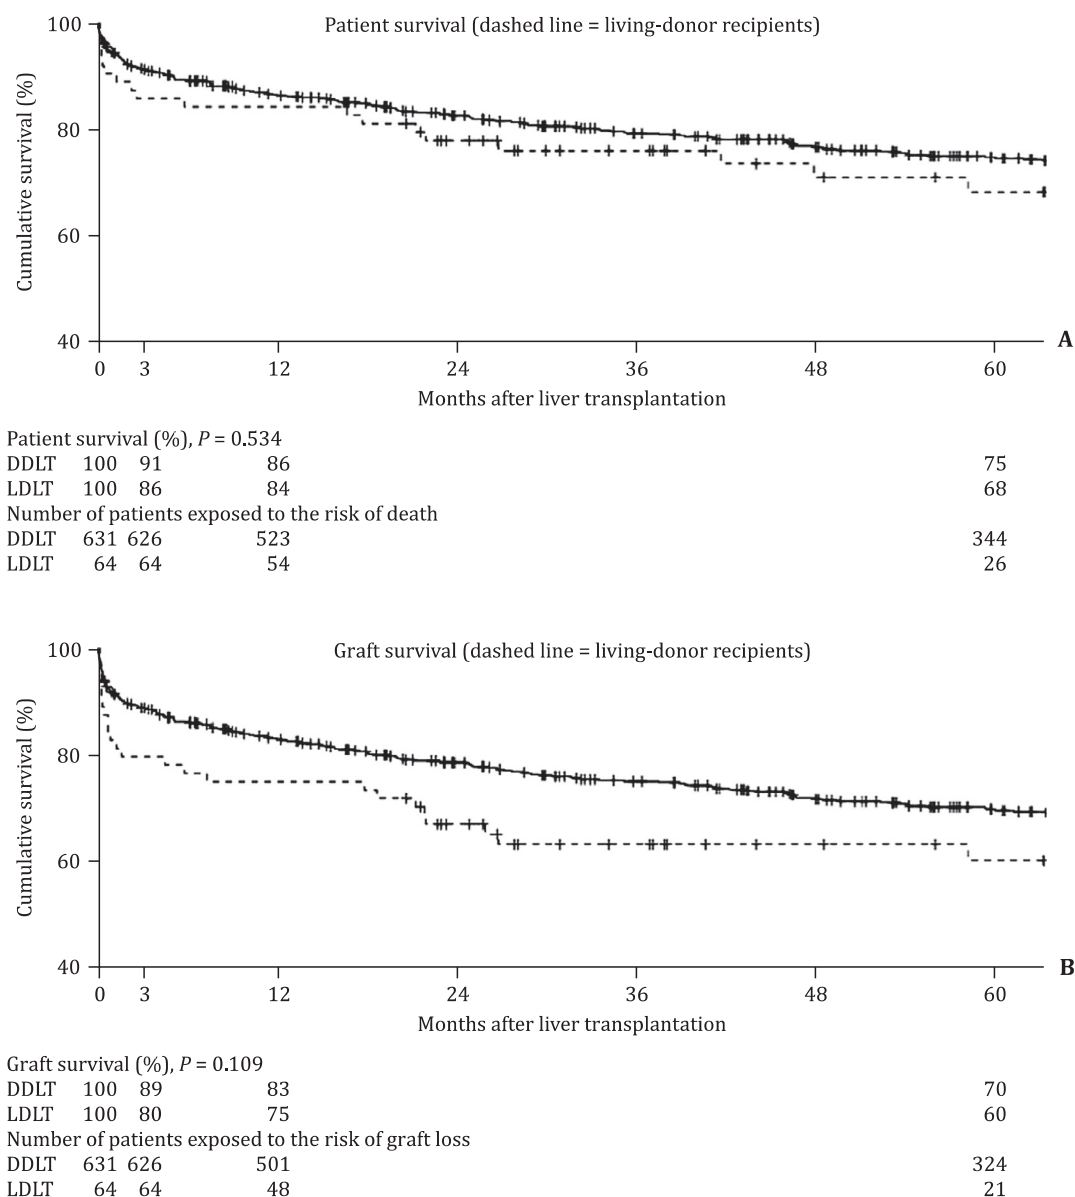 Patient survival (dashed line = living-donor recipients)
100
80
60
40
Cumulative survival (%)
0 3 12 24 36 48 60
Months after liver transplantation
A
Patient survival (%), P = 0.534
DDLT 100 91 86 75
LDLT 100 86 84 68
Number of patients exposed to the risk of death
DDLT 631 626 523 344
LDLT 64 64 54 26
Graft survival (dashed line = living-donor recipients)
100
80
60
40
Cumulative survival (%)
0 3 12 24 36 48 60
Months after liver transplantation
B
Graft survival (%), P = 0.109
DDLT 100 89 83 70
LDLT 100 80 75 60
Number of patients exposed to the risk of graft loss
DDLT 631 626 501 324
LDLT 64 64 48 21